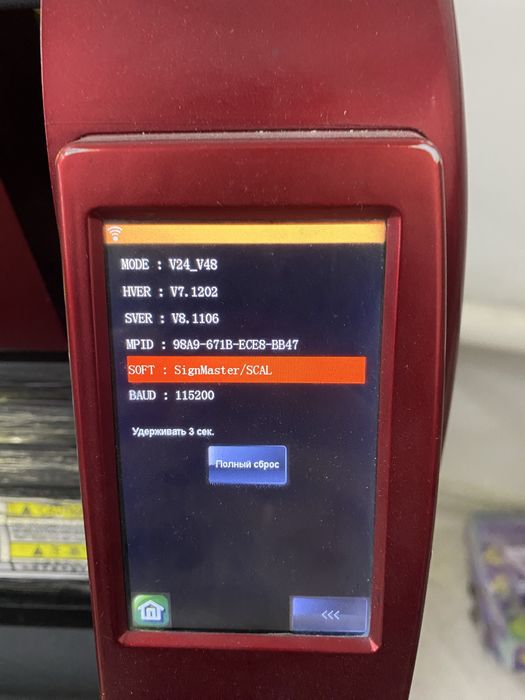 MODE : V24_V48
HVER : V7.1202
SVER : V8.1106
MPID : 98A9-671B-ECE8-BB47
SOFT : SignMaster/SCAL
BAUD : 115200
Удерживать 3 сек.
Полный сброс
<<<